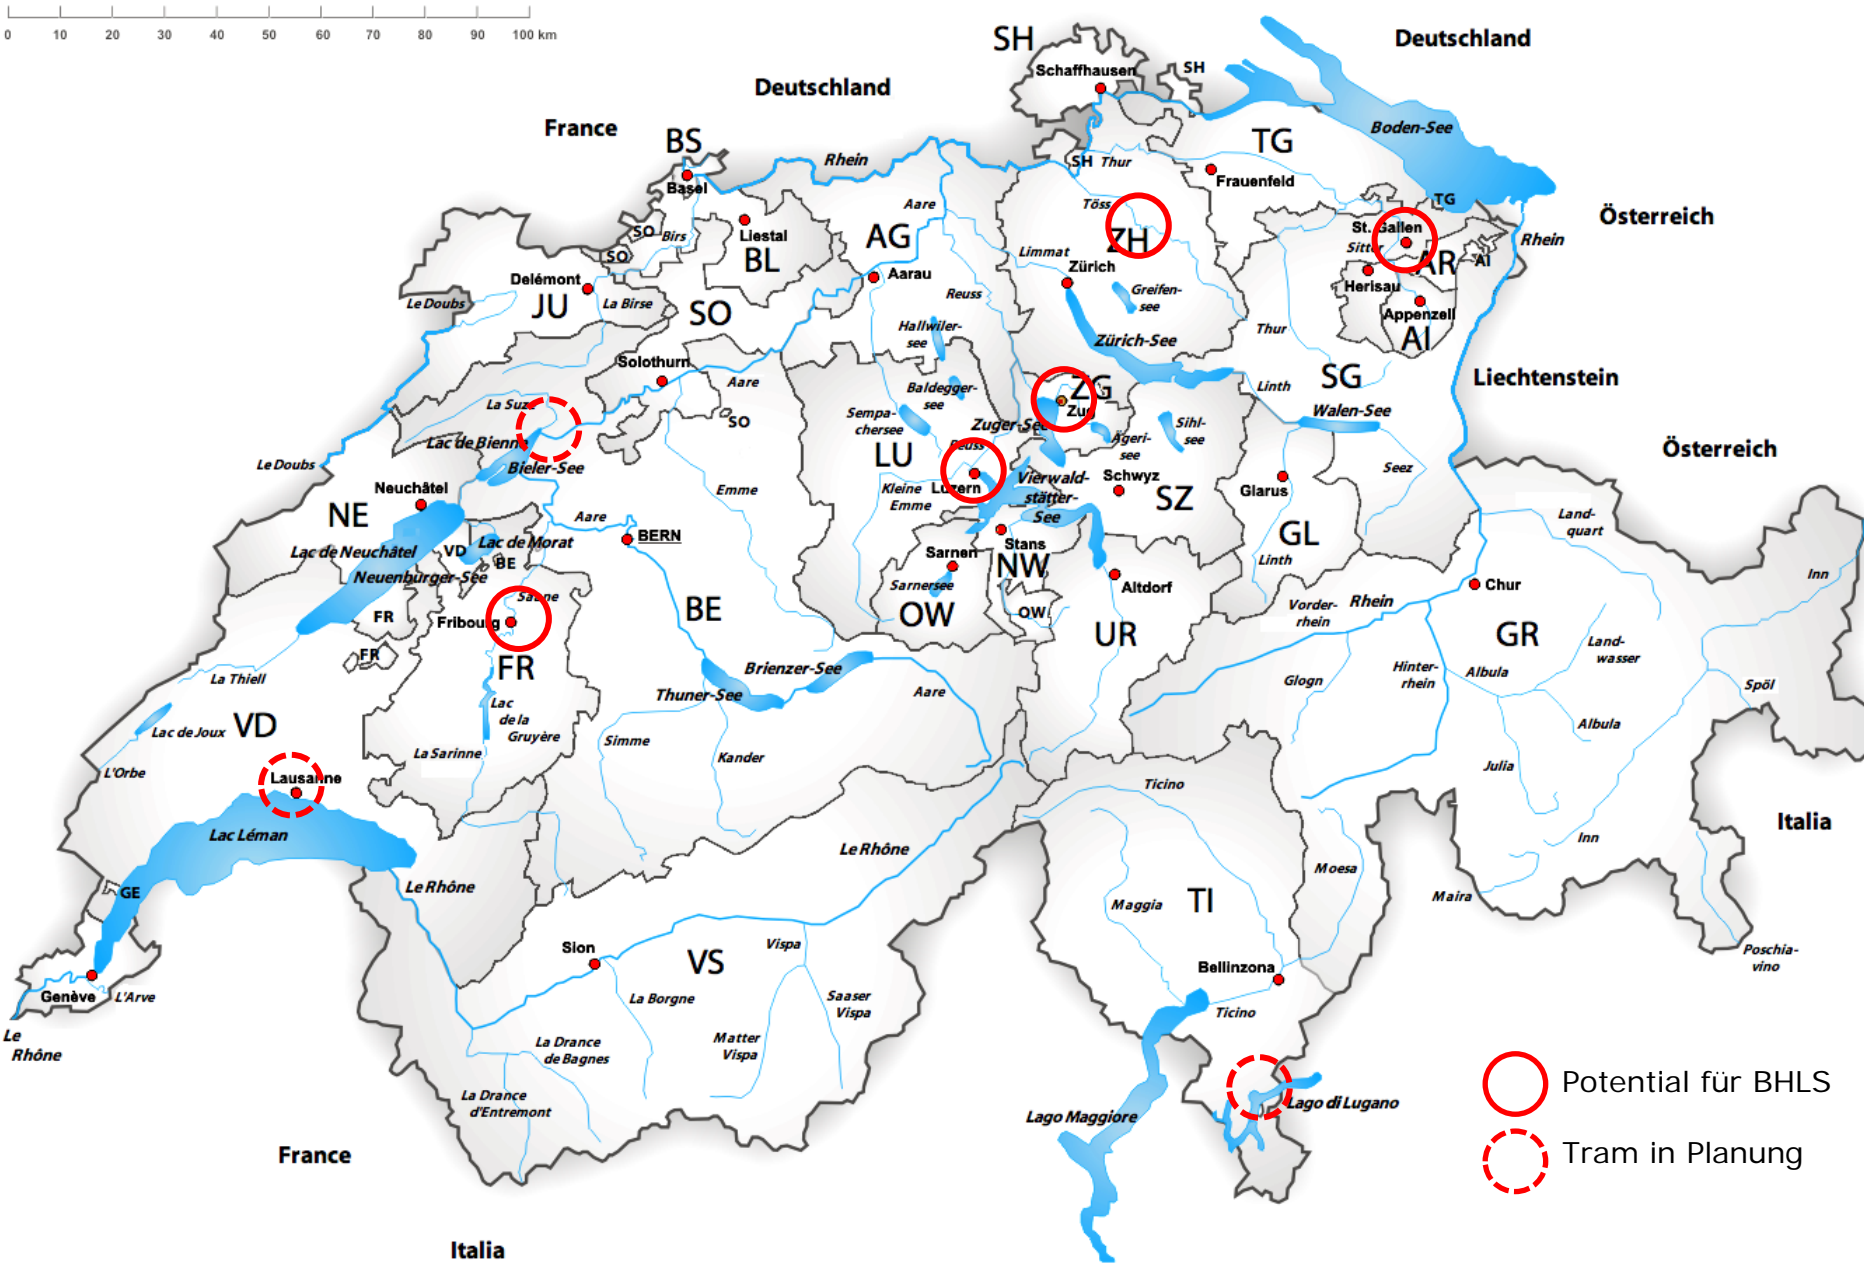 0 10 20 30 40 50 60 70 80 90 100 km
SH
Deutschland
Schaffhausen
SH
Deutschland
France
BS
Boden-See
TG
Rhein
SH
Thur
Basel
Frauenfeld
TG
Aare
Töss
Österreich
SO
Birs
Liestal
AG
ZH
St. Gallen
Sitter
Rhein
SO
BL
Limmat
Zürich
AR
AI
Delémont
Aarau
Herisau
Le Doubs
JU
La Birse
SO
Reuss
Greifen-
see
Appenzell
Hallwiler-
see
Thur
AI
Zürich-See
Solothurn
Aare
Baldegger-
see
ZG
Linth
SG
Liechtenstein
La Suze
Sempa-
chersee
Zug
Walen-See
SO
Zuger-See
Sihl-
see
Lac de Bienne
LU
Reuss
Ägeri-
see
Österreich
Le Doubs
Bieler-See
Seez
Neuchâtel
Emme
Kleine
Emme
Luzern
Vierwald-
stätter-
See
Schwyz
SZ
Glarus
NE
Aare
Land-
quart
BERN
GL
Lac de Neuchâtel
VD
Lac de Morat
BE
Stans
Sarnen
NW
Linth
Neuenburger-See
Sarnersee
Altdorf
Chur
Inn
Saane
BE
OW
OW
Vorder-
rhein
Rhein
FR
Fribourg
UR
GR
FR
FR
Brienzer-See
Land-
wasser
La Thiell
Thuner-See
Aare
Glogn
Hinter-
rhein
Albula
Spöl
Lac de Joux
VD
Lac
de la
Gruyère
Simme
Kander
Albula
La Sarinne
L'Orbe
Lausanne
Ticino
Julia
Lac Léman
Inn
Italia
Le Rhône
GE
Le Rhône
TI
Moesa
Maira
Maggia
Sion
Vispa
VS
Bellinzona
Poschia-
vino
Genève
L'Arve
La Borgne
Saaser
Vispa
Ticino
Le
Rhône
La Drance
de Bagnes
Matter
Vispa
Potential für BHLS
La Drance
d'Entremont
Lago Maggiore
Lago di Lugano
France
Tram in Planung
Italia